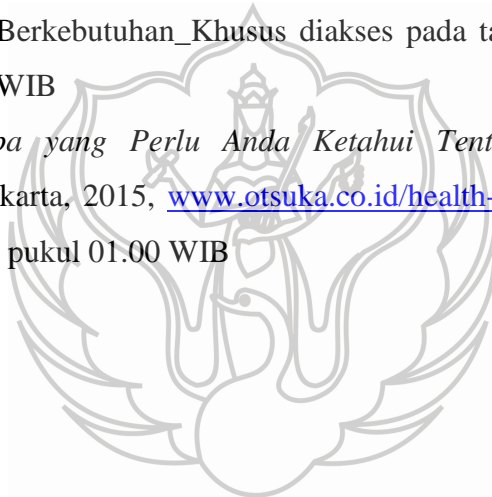 Berkebutuhan_Khusus diakses pada ta
WIB
yang Perlu Anda Ketahui Tent
karta, 2015, www.otsuka.co.id/health-
pukul 01.00 WIB